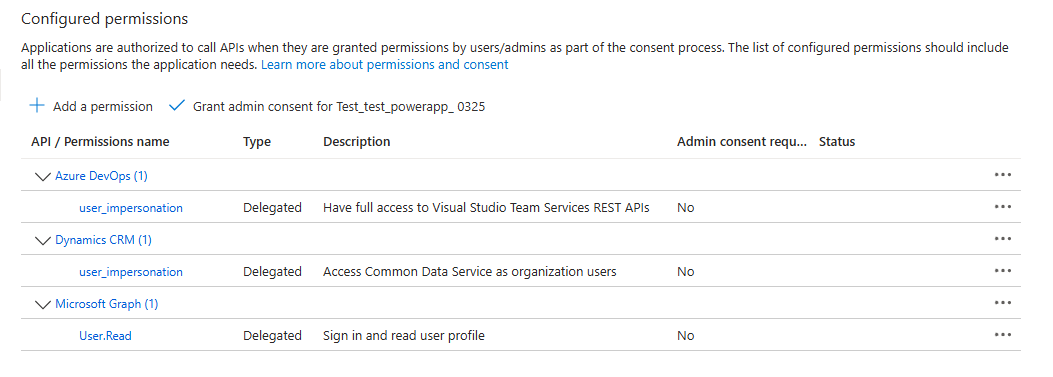 Configured permissions
Applications are authorized to call APIs when they are granted permissions by users/admins as part of the consent process. The list of configured permissions should include
all the permissions the application needs. Learn more about permissions and consent
Add a permission Grant admin consent for Test_test_powerapp_ 0325
API / Permissions name Type Description Admin consent requ... Status
Azure DevOps (1)
user_impersonation Delegated Have full access to Visual Studio Team Services REST APIs No
Dynamics CRM (1)
user_impersonation Delegated Access Common Data Service as organization users No
Microsoft Graph (1)
User.Read Delegated Sign in and read user profile No